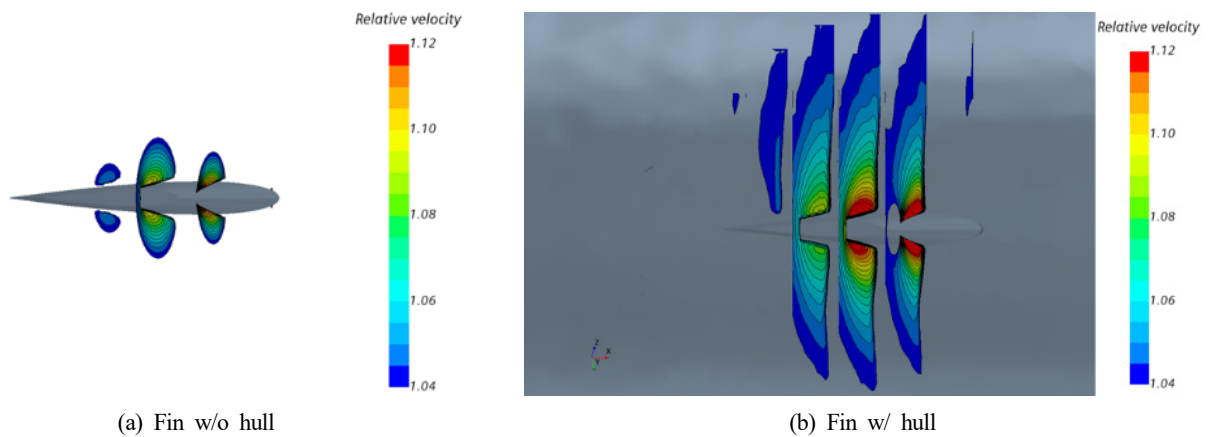 Relative velocity
1.12
1.10
1.08
1.06
1.04
(a) Fin w/o hull
Relative velocity
1.12
1.10
1.08
1.06
1.04
Z
X
Y
(b) Fin w/ hull